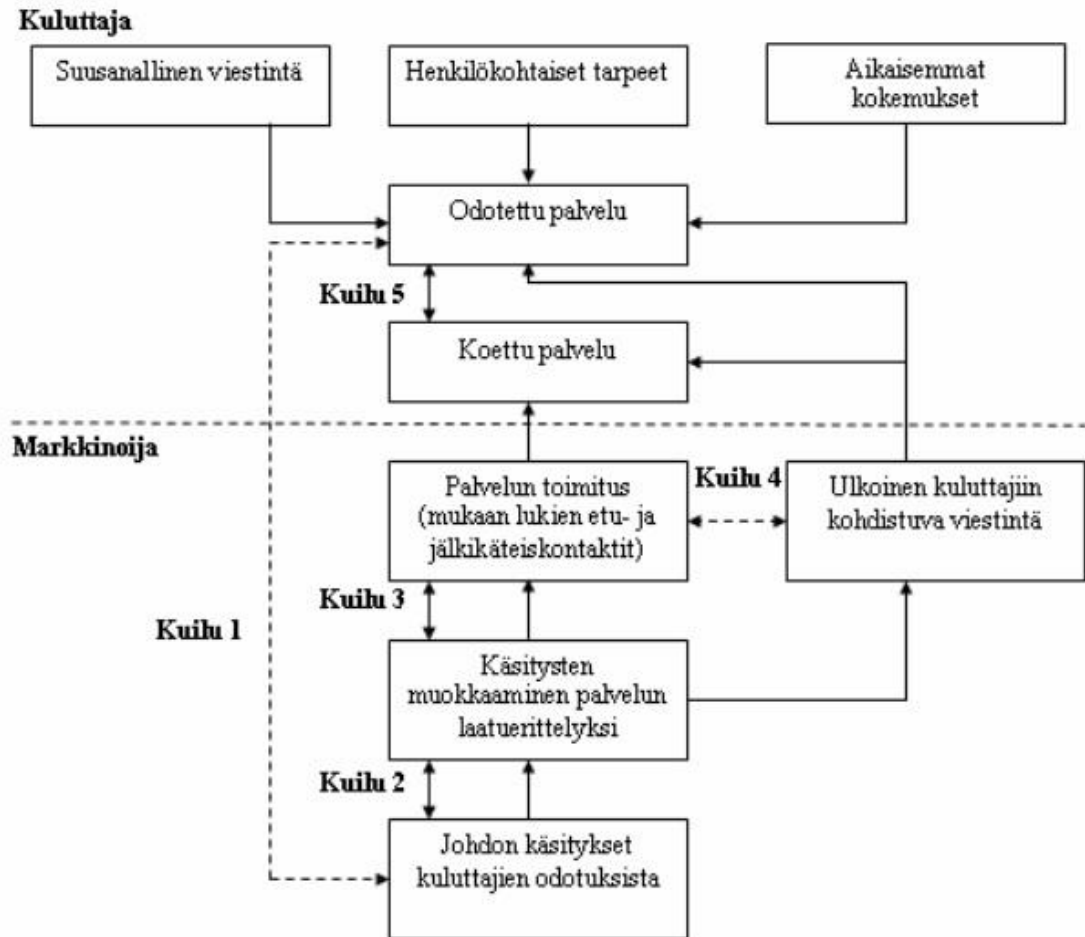 Kuluttaja
Suusanallinen viestintä
Henkilökohtaiset tarpeet
Aikaisemmat
kokemukset
Odotettu palvelu
Kuilu 5
Koettu palvelu
Markkinoija
Palvelun toimitus
(mukaan lukien etu- ja
jälkikäteiskontaktit)
Kuilu 4
Ulkoinen kuluttajiin
kohdistuva viestintä
Kuilu 3
Kuilu 1
Käsitysten
muokkaaminen palvelun
laatuerittelyksi
Kuilu 2
Johdon käsitykset
kuluttajien odotuksista